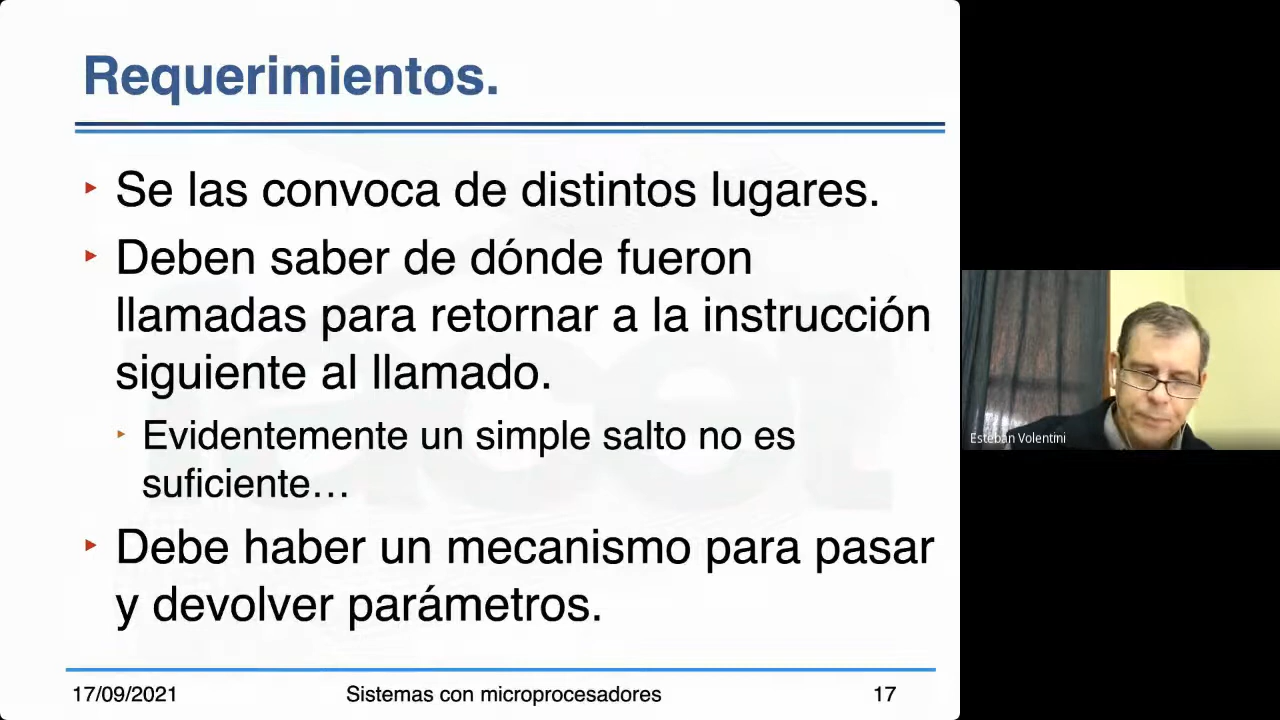 Requerimientos.
Se las convoca de distintos lugares.
Deben saber de dónde fueron
llamadas para retornar a la instrucción
siguiente al llamado.
Evidentemente un simple salto no es
suficiente…
Debe haber un mecanismo para pasar
y devolver parámetros.
17/09/2021 Sistemas con microprocesadores 17
Esteban Volentini